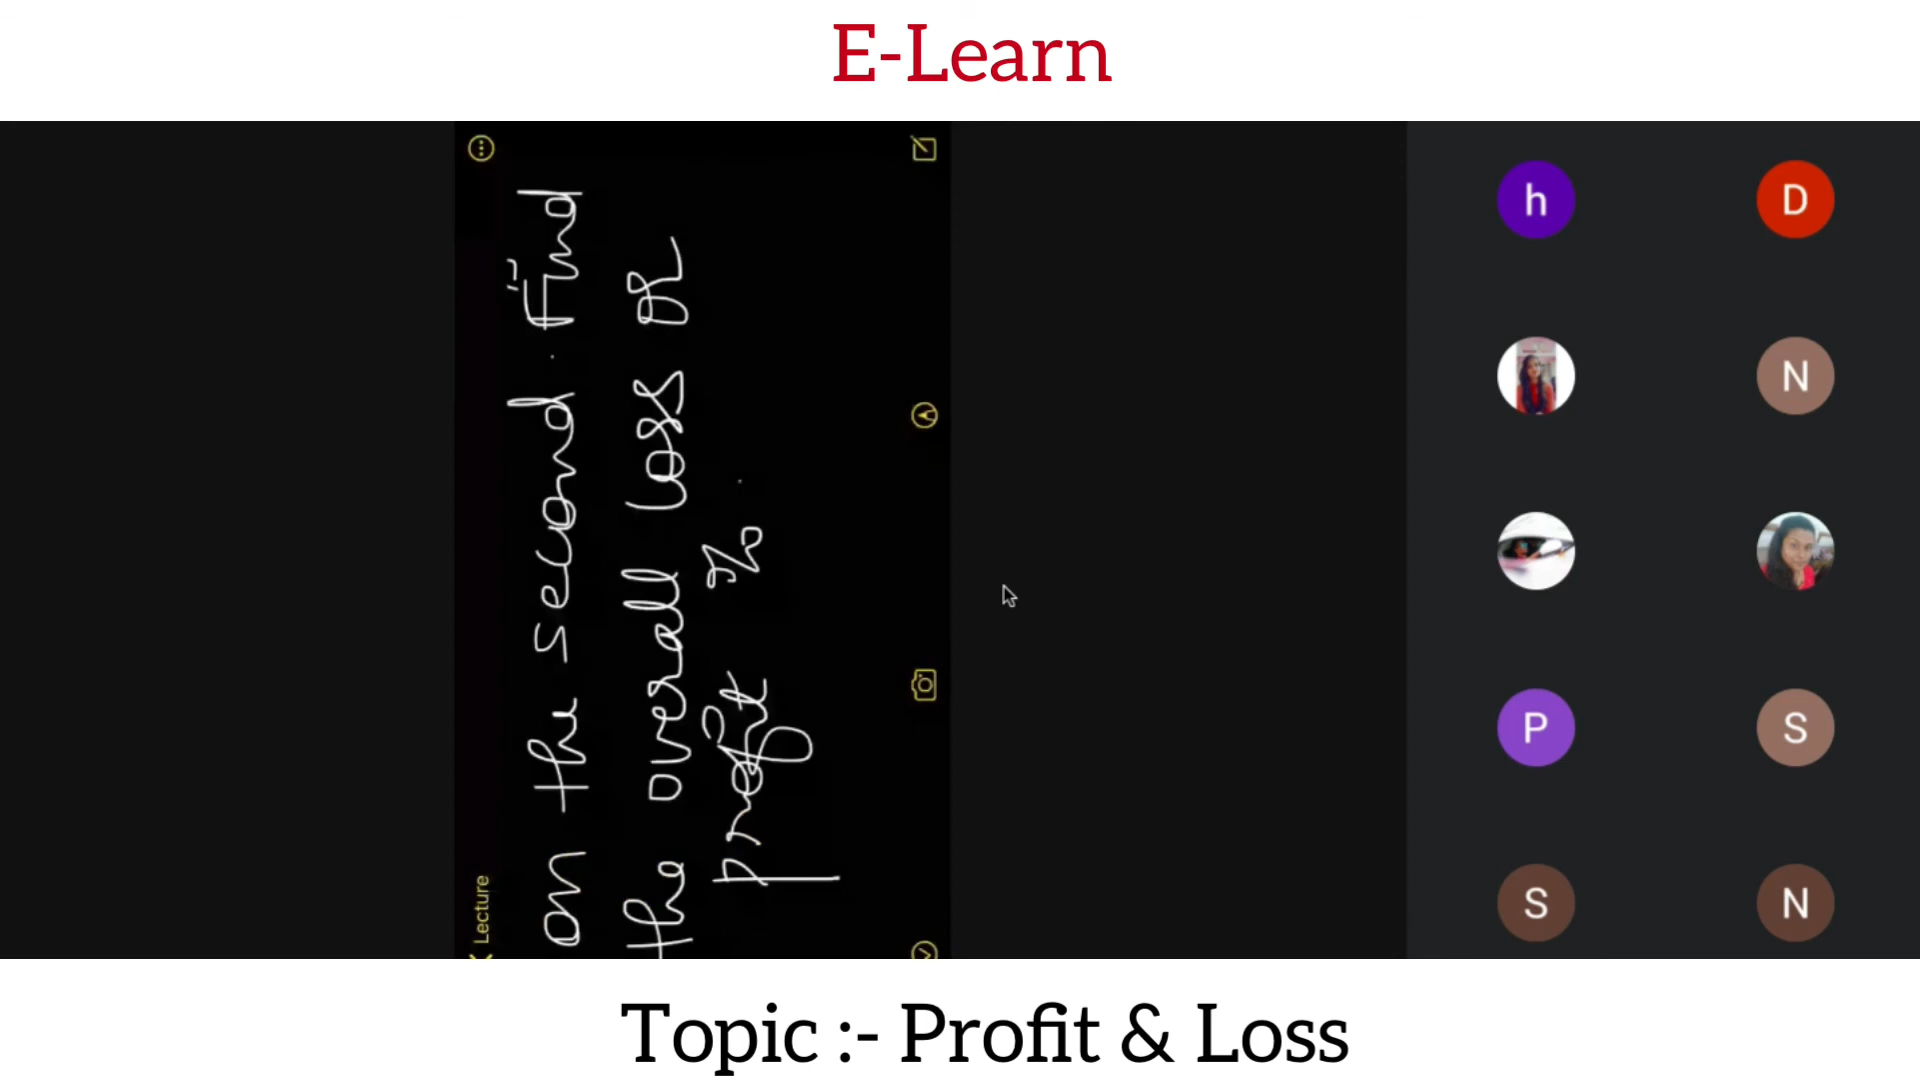 E-Learn
Lecture
on the second. Find
the overall loss or
profit %.
h
D
N
P
S
S
N
Topic :- Profit & Loss